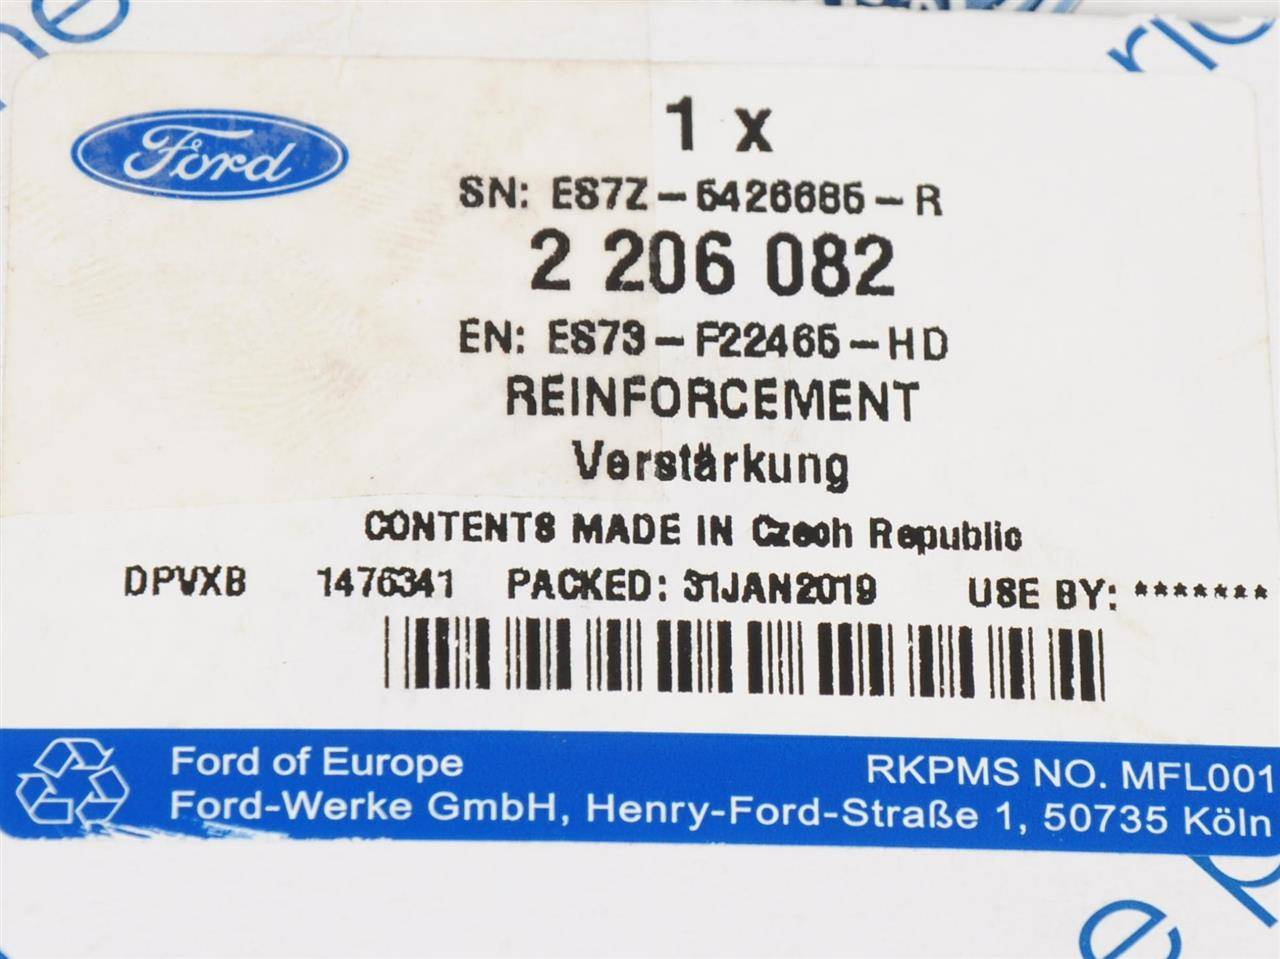 Ford
1 x
SN: ES7Z-5426685-R
2 206 082
EN: ES73-F22465-HD
REINFORCEMENT
Verstärkung
CONTENTS MADE IN Czech Republic
DPVXB 1476341 PACKED: 31JAN2019 USE BY: *******
Ford of Europe RKPMS NO. MFL001
Ford-Werke GmbH, Henry-Ford-Straße 1, 50735 Köln